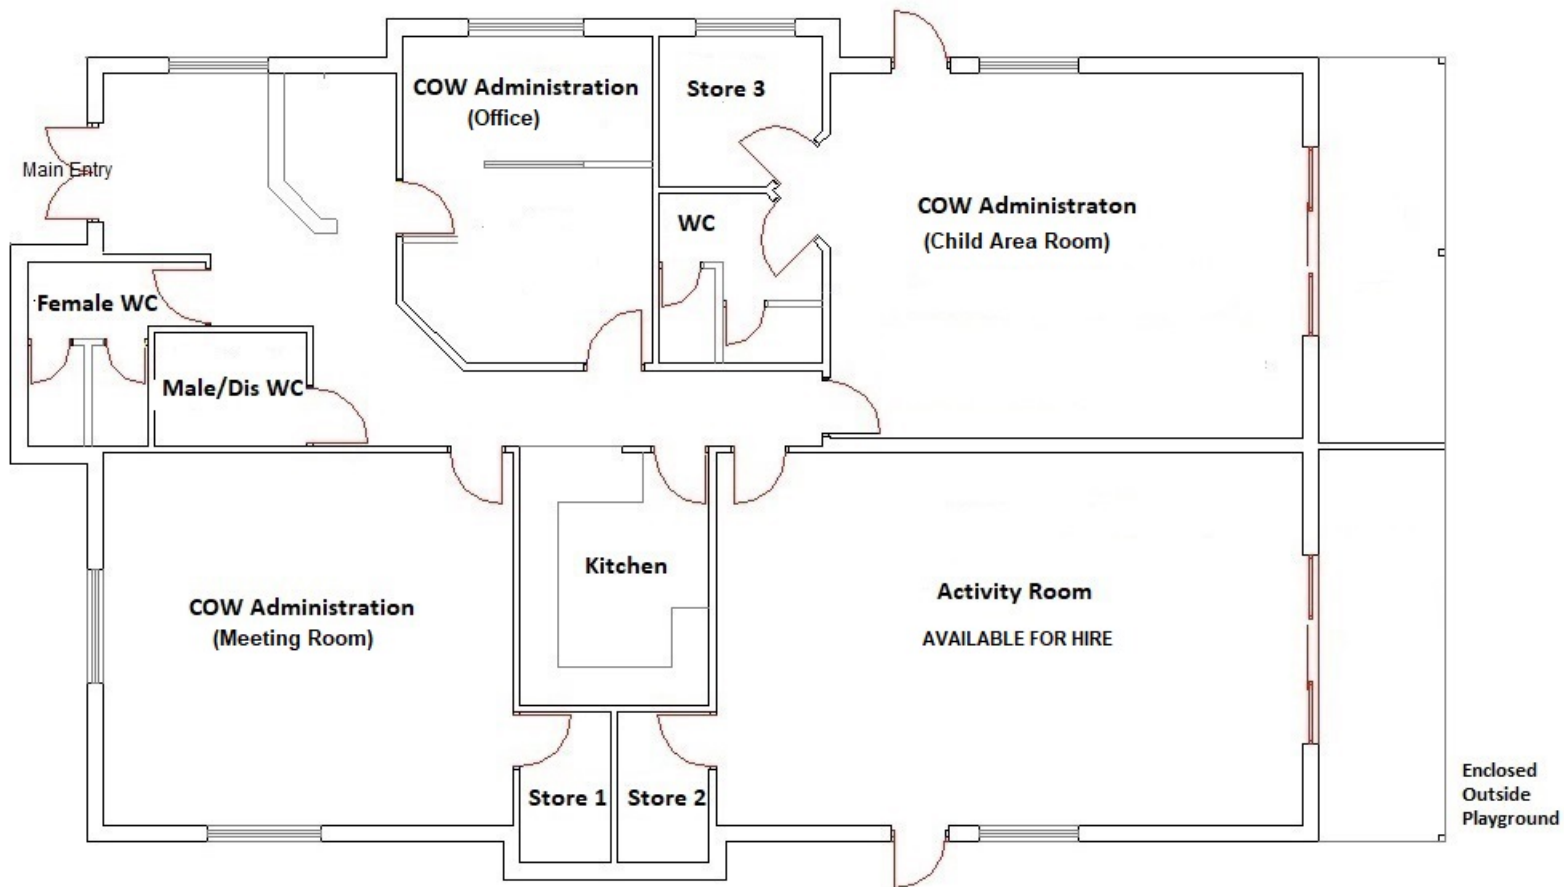 COW Administration
(Office)
Store 3
Main Entry
COW Administraton
(Child Area Room)
WC
Female WC
Male/Dis WC
Kitchen
COW Administration
(Meeting Room)
Activity Room
AVAILABLE FOR HIRE
Store 1
Store 2
Enclosed
Outside
Playground